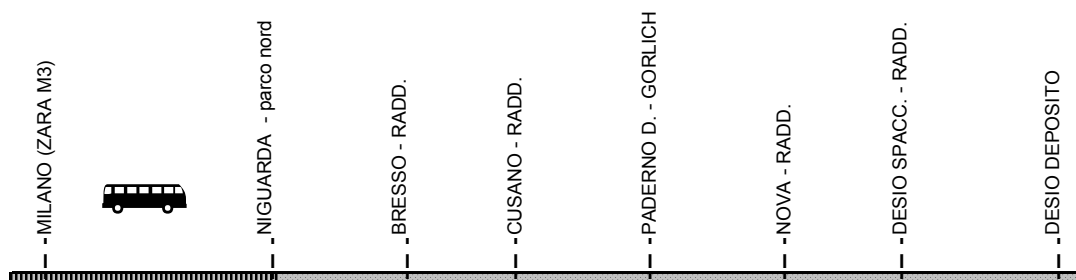 MILANO (ZARA M3)
NIGUARDA - parco nord
BRESSO - RADD.
CUSANO - RADD.
PADERNO D. - GORLICH
NOVA - RADD.
DESIO SPACC. - RADD.
DESIO DEPOSITO